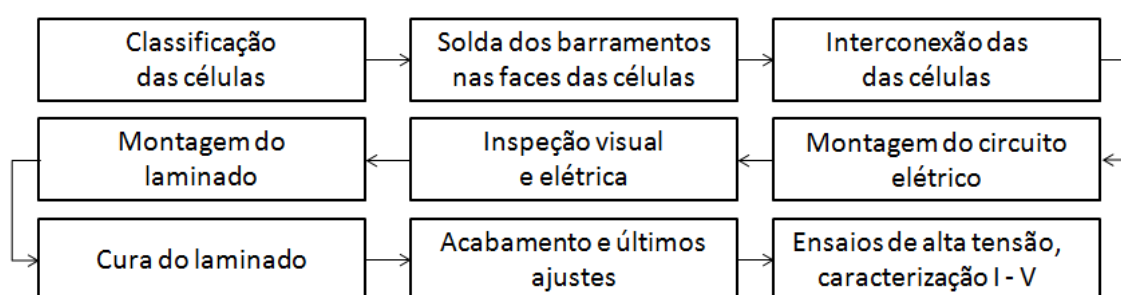 Classificação
das células
Solda dos barramentos
nas faces das células
Interconexão das
das células
Montagem do
laminado
Inspeção visual
e elétrica
Montagem do circuito
elétrico
Cura do laminado
Acabamento e últimos
ajustes
Ensaios de alta tensão,
caracterização I - V